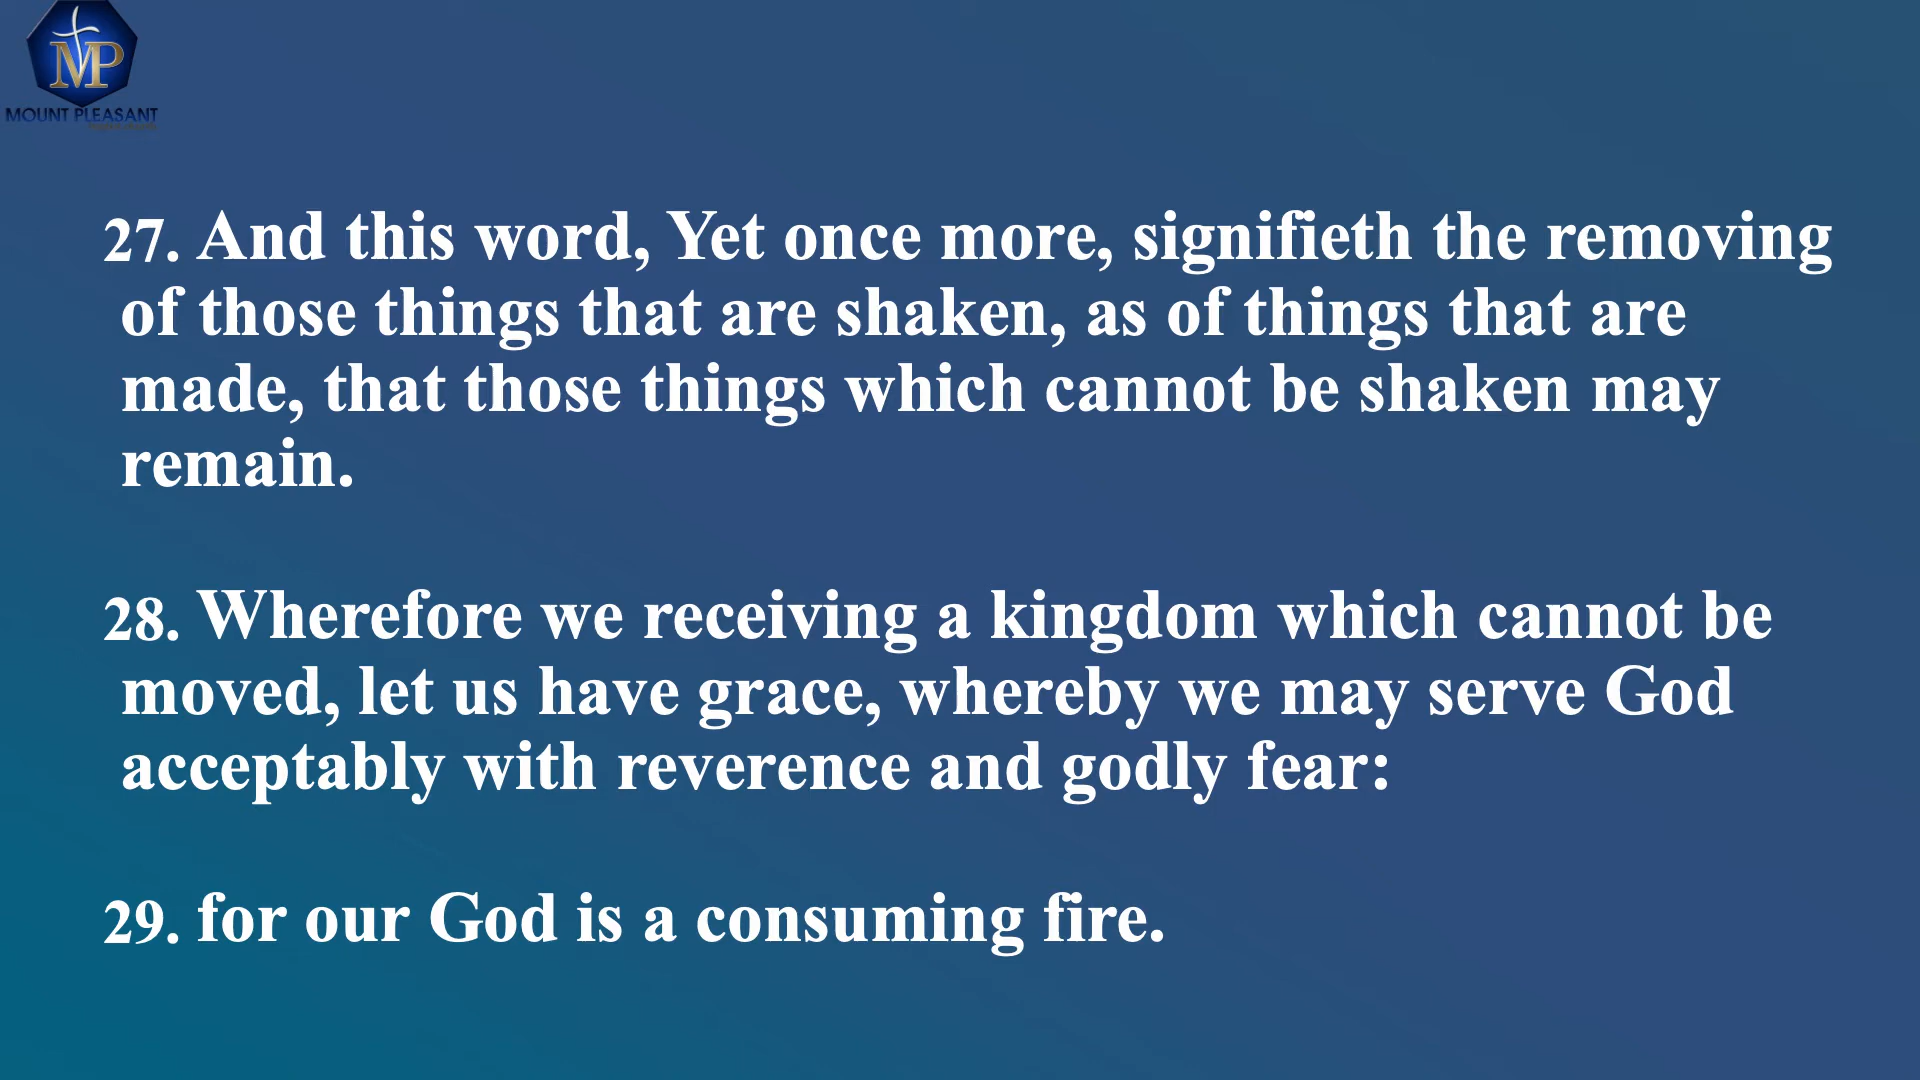 MP
MOUNT PLEASANT
27. And this word, Yet once more, signifieth the removing
of those things that are shaken, as of things that are
made, that those things which cannot be shaken may
remain.
28. Wherefore we receiving a kingdom which cannot be
moved, let us have grace, whereby we may serve God
acceptably with reverence and godly fear:
29. for our God is a consuming fire.